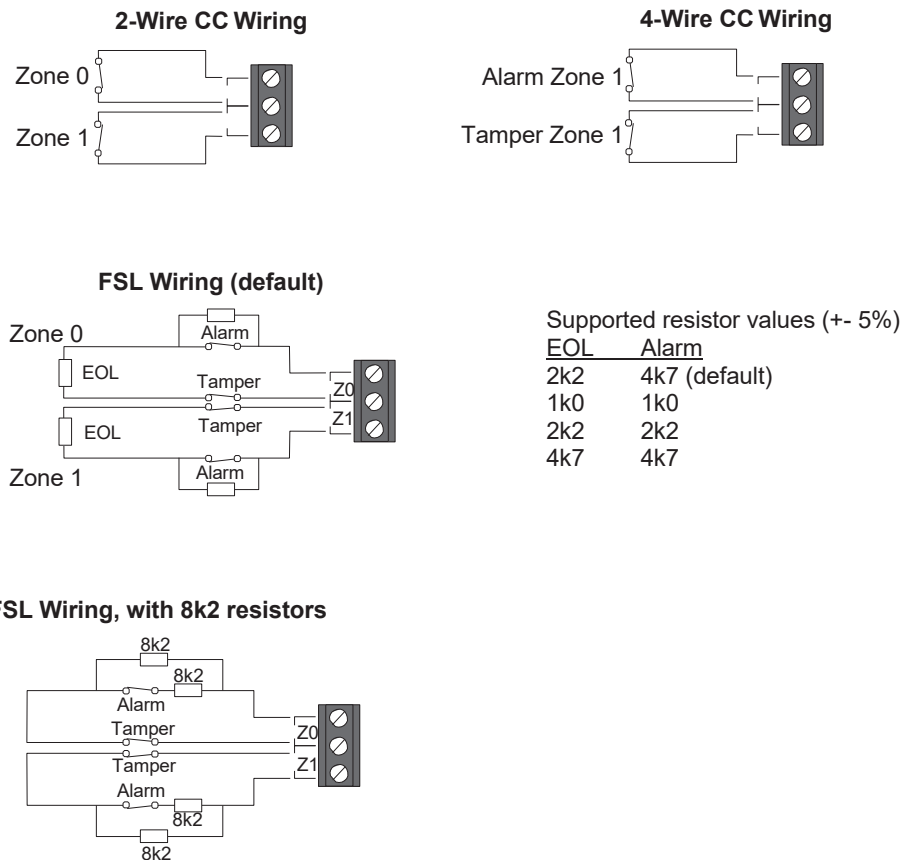 2-Wire CC Wiring
Zone 0
Zone 1
4-Wire CC Wiring
Alarm Zone 1
Tamper Zone 1
FSL Wiring (default)
Zone 0
Alarm
EOL
Tamper
Z0
Z1
EOL
Tamper
Alarm
Zone 1
Supported resistor values (+- 5%)
EOL Alarm
2k2 4k7 (default)
1k0 1k0
2k2 2k2
4k7 4k7
FSL Wiring, with 8k2 resistors
8k2
8k2
Alarm
Tamper
Z0
Z1
Tamper
Alarm
8k2
8k2